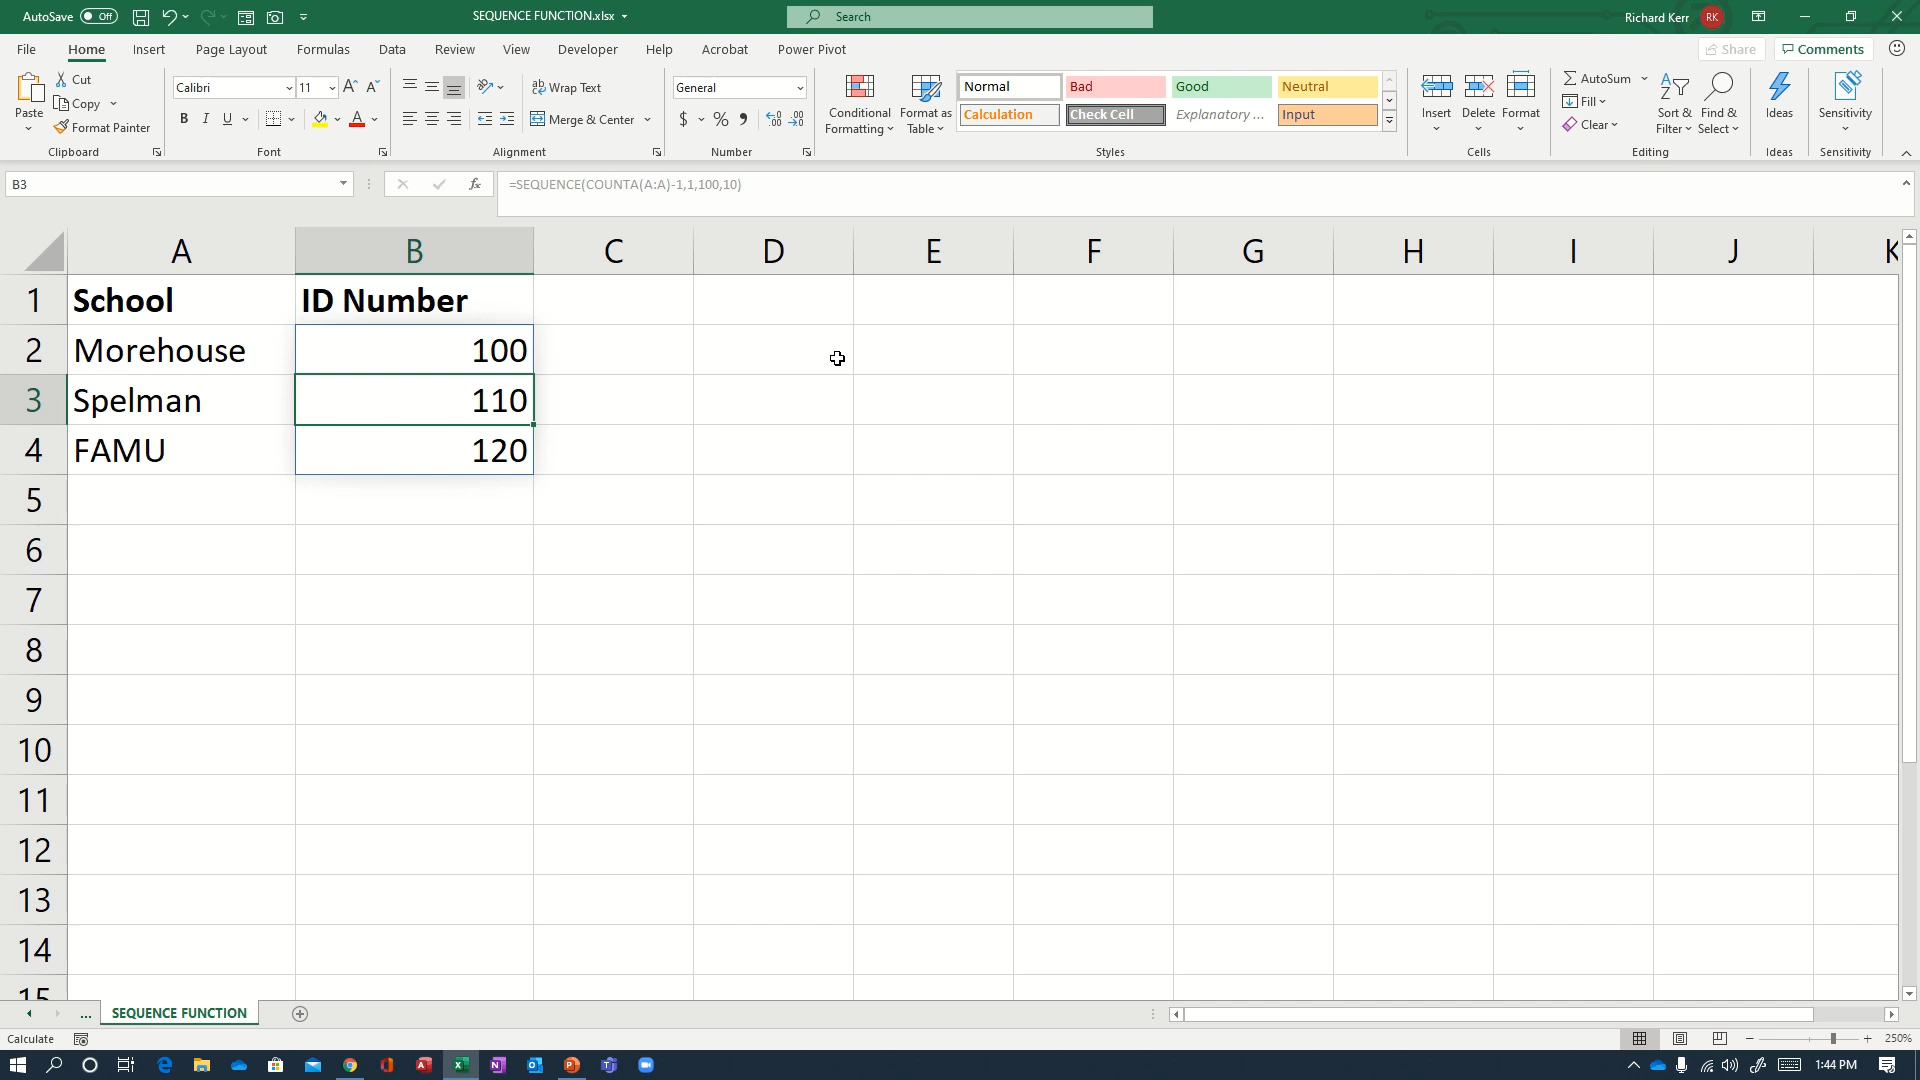 AutoSave Off SEQUENCE FUNCTION.xlsx Search Richard Kerr RK
File Home Insert Page Layout Formulas Data Review View Developer Help Acrobat Power Pivot Share Comments
Paste Cut Copy Format Painter Clipboard
Calibri 11 B I U A Font
Wrap Text Merge & Center Alignment
General $ % Number
Conditional Formatting Format as Table
Normal Bad Good Neutral
Calculation Check Cell Explanatory ... Input
Styles
Insert Delete Format Cells
AutoSum Fill Clear Sort & Filter Find & Select Editing
Ideas Ideas
Sensitivity Sensitivity
B3 fx =SEQUENCE(COUNTA(A:A)-1,1,100,10)
A B C D E F G H I J K
1 School ID Number
2 Morehouse 100
3 Spelman 110
4 FAMU 120
5
6
7
8
9
10
11
12
13
14
15
... SEQUENCE FUNCTION
Calculate 250%
1:44 PM